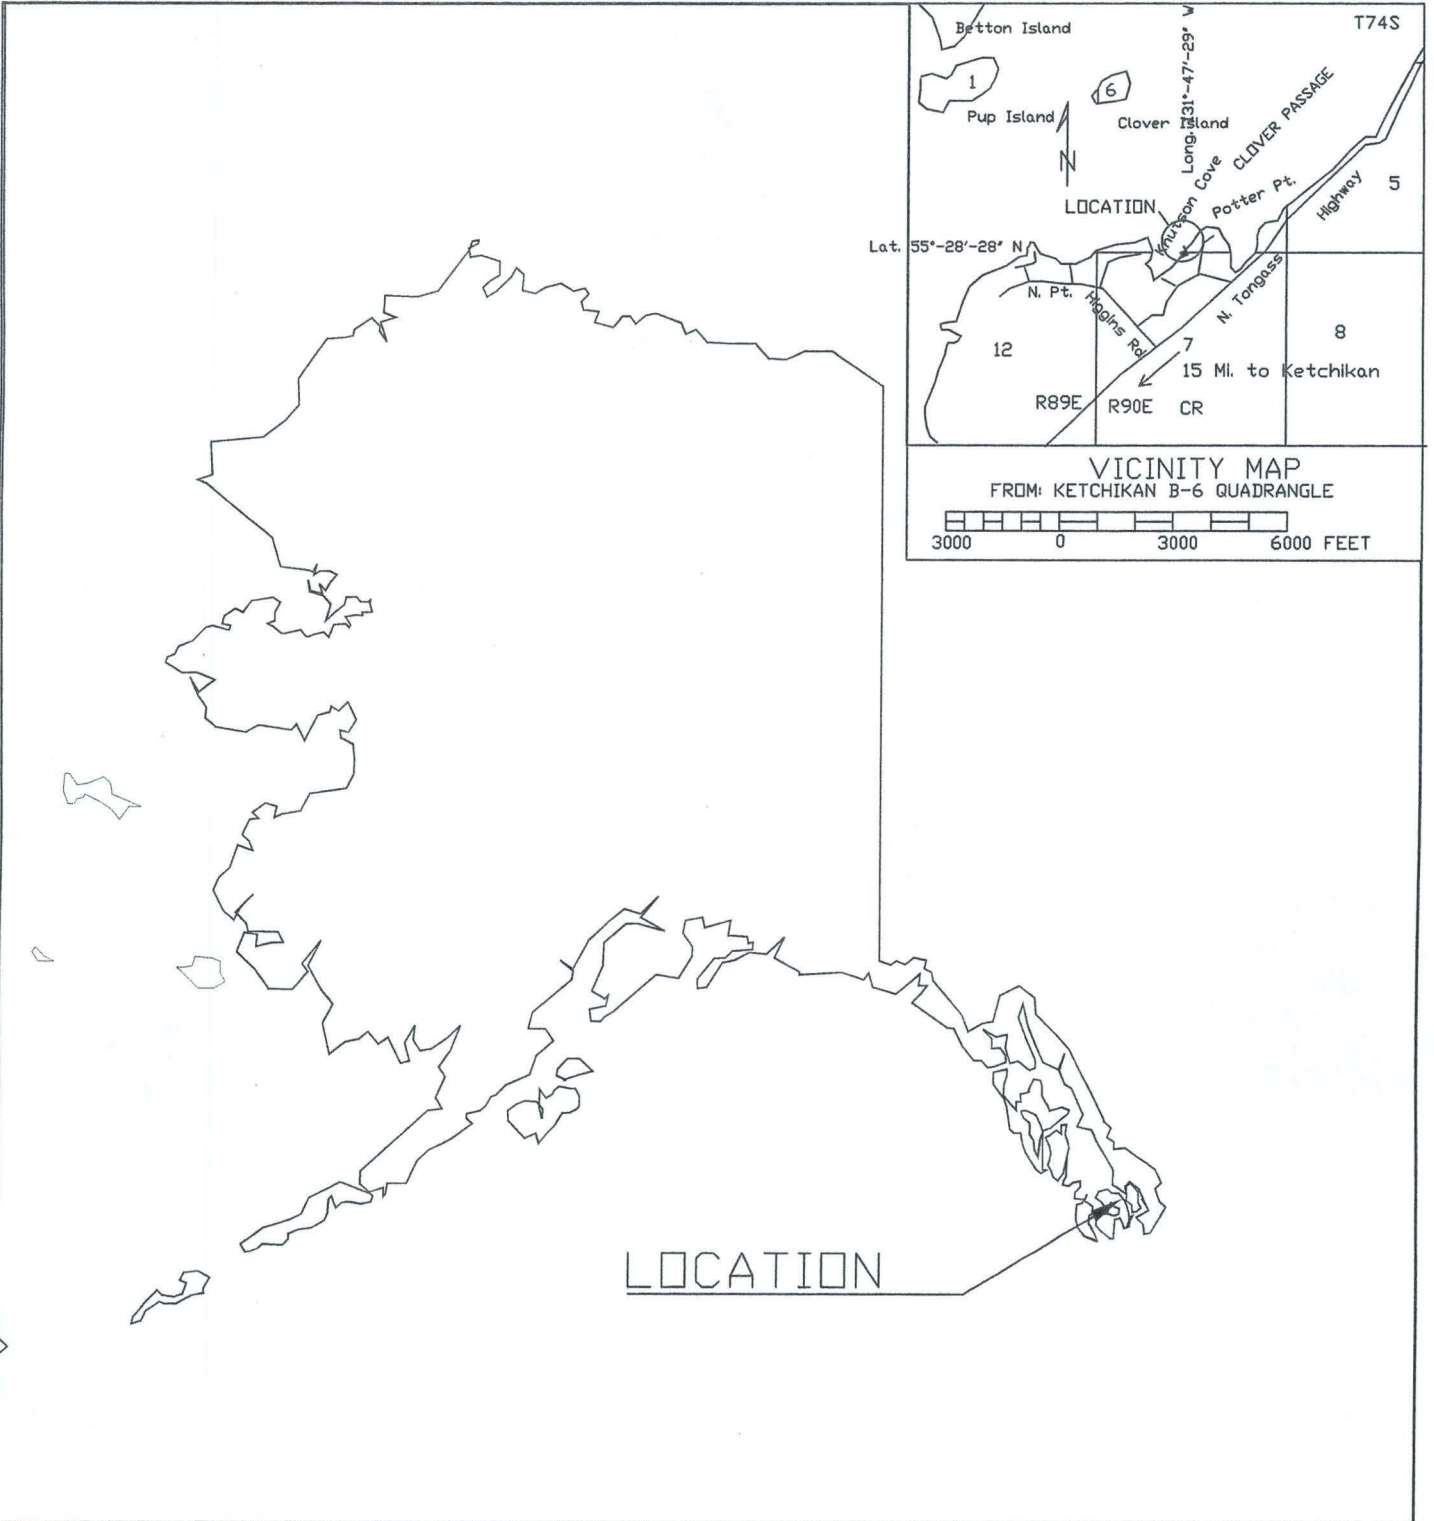 T74S
Betton Island
1
6
Pup Island
Clover Island
Long. 131°-47'-29" W
CLOVER PASSAGE
Knutson Cove
N
Potter Pt.
Highway
5
LOCATION
Lat. 55°-28'-28" N
N. Pt.
Higgins Rd
N. Tongass
12
7
8
15 Mi. to Ketchikan
R89E
R90E
CR
VICINITY MAP
FROM: KETCHIKAN B-6 QUADRANGLE
3000 0 3000 6000 FEET
LOCATION